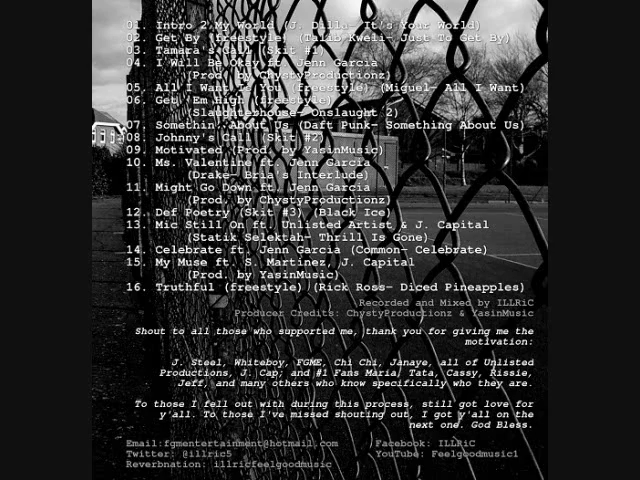 01. Intro 2 My World (J. Dilla- It's Your World)
02. Get By (freestyle) (Talib Kweli- Just To Get By)
03. Tamara's Call (Skit #1)
04. I Will Be Okay ft. Jenn Garcia
(Prod. by ChystyProductionz)
05. All I Want Is You (freestyle) (Miguel- All I Want)
06. Get 'Em High (freestyle)
(Slaughterhouse- Onslaught 2)
07. Somethin' About Us (Daft Punk- Something About Us)
08. Johnny's Call (Skit #2)
09. Motivated (Prod. by YasinMusic)
10. Ms. Valentine ft. Jenn Garcia
(Drake- Bria's Interlude)
11. Might Go Down ft. Jenn Garcia
(Prod. by ChystyProductionz)
12. Def Poetry (Skit #3) (Black Ice)
13. Mic Still On ft. Unlisted Artist & J. Capital
(Statik Selektah- Thrill Is Gone)
14. Celebrate ft. Jenn Garcia (Common- Celebrate)
15. My Muse ft. S. Martinez, J. Capital
(Prod. by YasinMusic)
16. Truthful (freestyle) (Rick Ross- Diced Pineapples)
Recorded and Mixed by ILLRiC
Producer Credits: ChystyProductionz & YasinMusic
Shout to all those who supported me, thank you for giving me the
motivation:
J. Steel, Whiteboy, FGME, Chi Chi, Janaye, all of Unlisted
Productions, J. Cap; and #1 Fans Maria, Tata, Cassy, Rissie,
Jeff, and many others who know specifically who they are.
To those I fell out with during this process, still got love for
y'all. To those I've missed shouting out, I got y'all on the
next one. God Bless.
Email:fgmentertainment@hotmail.com
Facebook: ILLRiC
Twitter: @illric5
YouTube: Feelgoodmusic1
Reverbnation: illricfeelgoodmusic